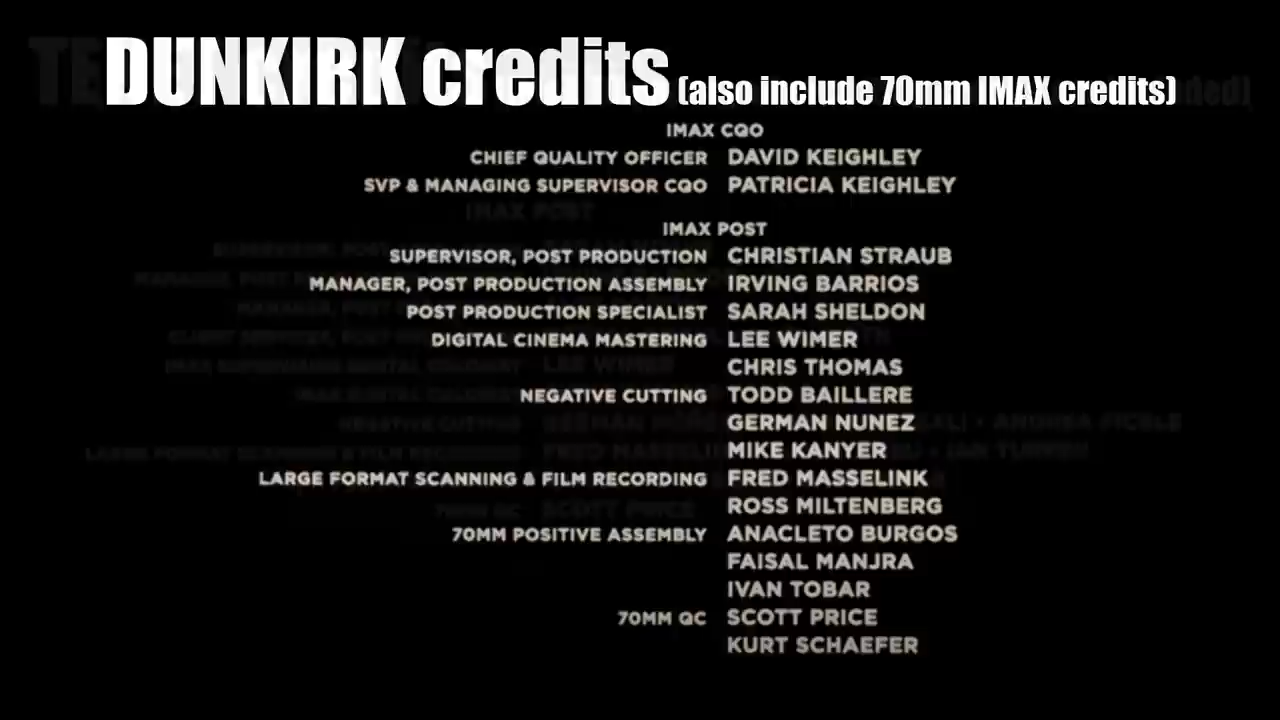 DUNKIRK credits (also include 70mm IMAX credits)
IMAX CQO
CHIEF QUALITY OFFICER DAVID KEIGHLEY
SVP & MANAGING SUPERVISOR CQO PATRICIA KEIGHLEY
IMAX POST
IMAX POST
SUPERVISOR, POST PRODUCTION CHRISTIAN STRAUB
MANAGER, POST PRODUCTION ASSEMBLY IRVING BARRIOS
POST PRODUCTION SPECIALIST SARAH SHELDON
DIGITAL CINEMA MASTERING LEE WIMER
CHRIS THOMAS
NEGATIVE CUTTING TODD BAILLERE
GERMAN NUNEZ
MIKE KANYER
LARGE FORMAT SCANNING & FILM RECORDING FRED MASSELINK
ROSS MILTENBERG
70MM POSITIVE ASSEMBLY ANACLETO BURGOS
FAISAL MANJRA
IVAN TOBAR
70MM QC SCOTT PRICE
KURT SCHAEFER